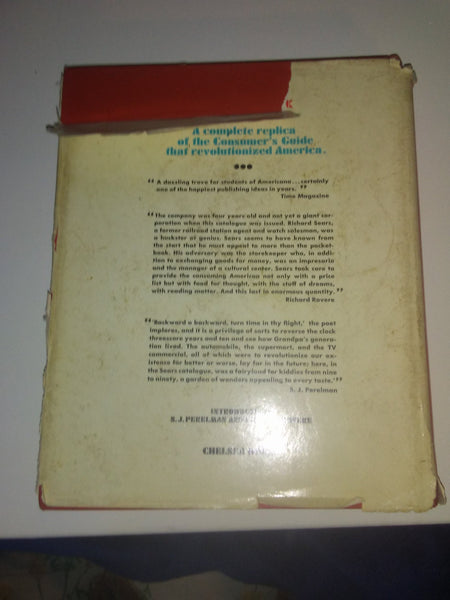 K
A complete replica
of the Consumer's Guide
that revolutionized America.
“A dazzling trove for students of Americana...certainly
one of the happiest publishing ideas in years.”
Time Magazine
“The company was four years old and not yet a giant cor-
poration when this catalogue was issued. Richard Sears,
a former railroad station agent and watch salesman, was
a huckster of genius. Sears seems to have known from
the start that he must appeal to more than the pocket-
book. His adversary was the storekeeper who, in addi-
tion to exchanging goods for money, was an impresario
and the manager of a cultural center. Sears took care to
provide the consuming American not only with a price
list but with food for thought, with the stuff of dreams,
with reading matter. And this last in enormous quantity.”
Richard Rovere
“'Backward o backward, turn time in thy flight,' the poet
implores, and it is a privilege of sorts to reverse the clock
threescore years and ten and see how Grandpa's genera-
tion lived. The automobile, the supermart, and the TV
commercial, all of which were to revolutionize our ex-
istence for better or worse, lay far in the future; here, in
the Sears catalogue, was a fairyland for kiddies from nine
to ninety, a garden of wonders appealing to every taste.”
S. J. Perelman
S. J. PERELMAN
CHELSEA